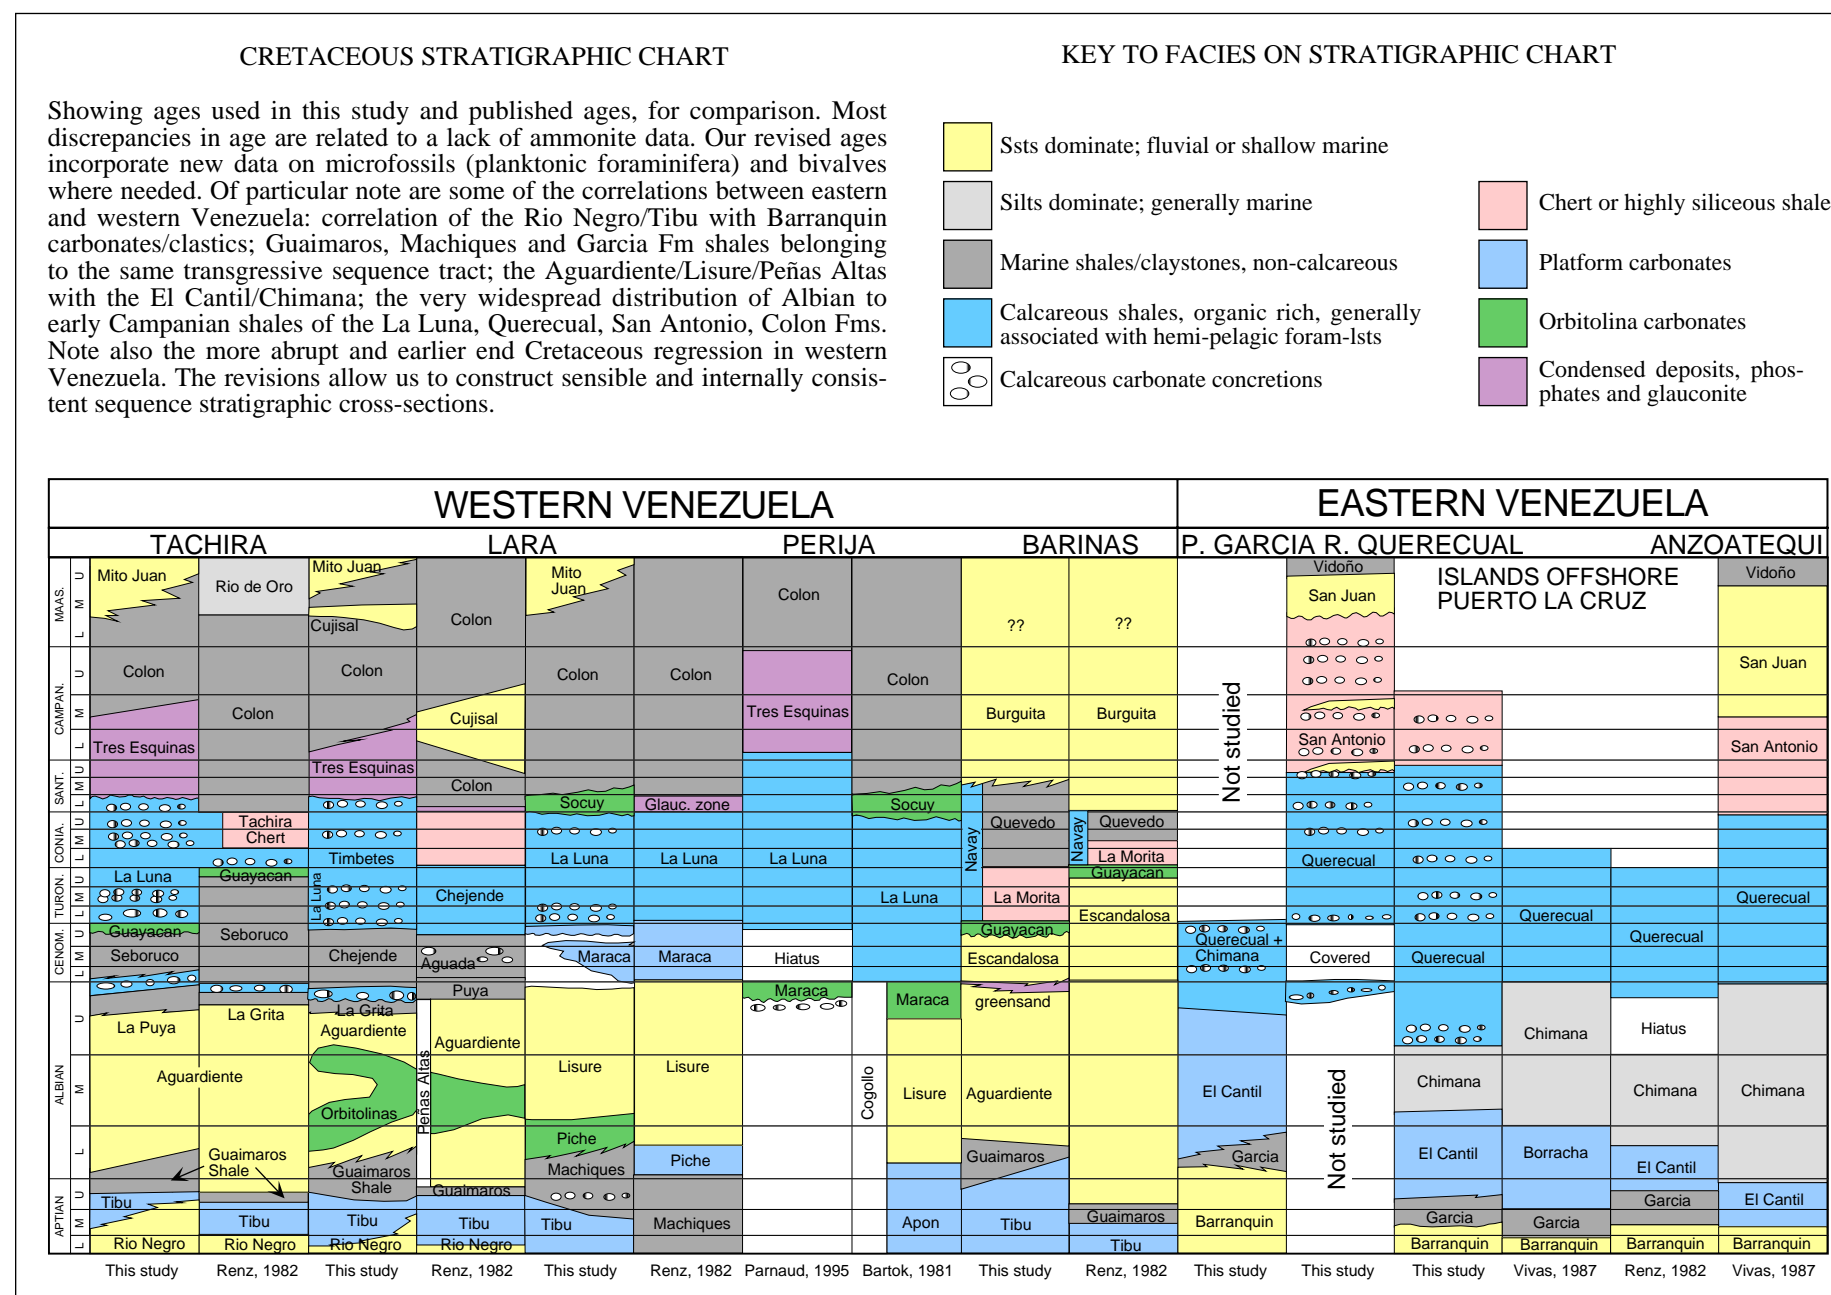 CRETACEOUS STRATIGRAPHIC CHART
Showing ages used in this study and published ages, for comparison. Most
discrepancies in age are related to a lack of ammonite data. Our revised ages
incorporate new data on microfossils (planktonic foraminifera) and bivalves
where needed. Of particular note are some of the correlations between eastern
and western Venezuela: correlation of the Rio Negro/Tibu with Barranquin
carbonates/clastics; Guaimaros, Machiques and Garcia Fm shales belonging
to the same transgressive sequence tract; the Aguardiente/Lisure/Peñas Altas
with the El Cantil/Chimana; the very widespread distribution of Albian to
early Campanian shales of the La Luna, Querecual, San Antonio, Colon Fms.
Note also the more abrupt and earlier end Cretaceous regression in western
Venezuela. The revisions allow us to construct sensible and internally consis-
tent sequence stratigraphic cross-sections.
KEY TO FACIES ON STRATIGRAPHIC CHART
Ssts dominate; fluvial or shallow marine
Silts dominate; generally marine
Marine shales/claystones, non-calcareous
Calcareous shales, organic rich, generally
associated with hemi-pelagic foram-lsts
Calcareous carbonate concretions
Chert or highly siliceous shale
Platform carbonates
Orbitolina carbonates
Condensed deposits, phos-
phates and glauconite
WESTERN VENEZUELA
EASTERN VENEZUELA
TACHIRA
LARA
PERIJA
BARINAS
P. GARCIA R. QUERECUAL
ANZOATEQUI
MAAS.
U
M
L
CAMPAN.
U
M
L
SANT.
U
M
L
CONIA.
U
M
L
TURON.
U
M
L
CENOM.
U
M
L
ALBIAN
U
M
L
APTIAN
U
M
L
Mito Juan
Colon
Tres Esquinas
La Luna
Guayacan
Seboruco
La Puya
Aguardiente
Guaimaros
Shale
Tibu
Rio Negro
This study
Rio de Oro
Colon
Tachira
Chert
Guayacan
Seboruco
La Grita
Tibu
Rio Negro
Renz, 1982
Mito Juan
Cujisal
Colon
Tres Esquinas
Timbetes
La Luna
Chejende
La Grita
Aguardiente
Orbitolinas
Guaimaros
Shale
Tibu
Rio Negro
This study
Colon
Cujisal
Colon
Chejende
Aguada
Puya
Peñas Altas
Aguardiente
Guaimaros
Tibu
Rio Negro
Renz, 1982
Mito
Juan
Colon
Socuy
La Luna
Maraca
Lisure
Piche
Machiques
Tibu
This study
Colon
Glauc. zone
La Luna
Maraca
Lisure
Piche
Machiques
Renz, 1982
Colon
Tres Esquinas
La Luna
Hiatus
Maraca
Parnaud, 1995
Colon
Socuy
La Luna
Cogollo
Maraca
Lisure
Apon
Bartok, 1981
??
Burguita
Navay
Quevedo
La Morita
Guayacan
Escandalosa
greensand
Aguardiente
Guaimaros
Tibu
This study
??
Burguita
Navay
Quevedo
La Morita
Guayacan
Escandalosa
Guaimaros
Tibu
Renz, 1982
Not studied
Querecual +
Chimana
El Cantil
Garcia
Barranquin
This study
Vidoño
San Juan
San Antonio
Querecual
Covered
Not studied
This study
ISLANDS OFFSHORE
PUERTO LA CRUZ
Querecual
Chimana
El Cantil
Garcia
Barranquin
This study
Querecual
Chimana
Borracha
Garcia
Barranquin
Vivas, 1987
Querecual
Hiatus
Chimana
El Cantil
Garcia
Barranquin
Renz, 1982
Vidoño
San Juan
San Antonio
Querecual
Chimana
El Cantil
Barranquin
Vivas, 1987